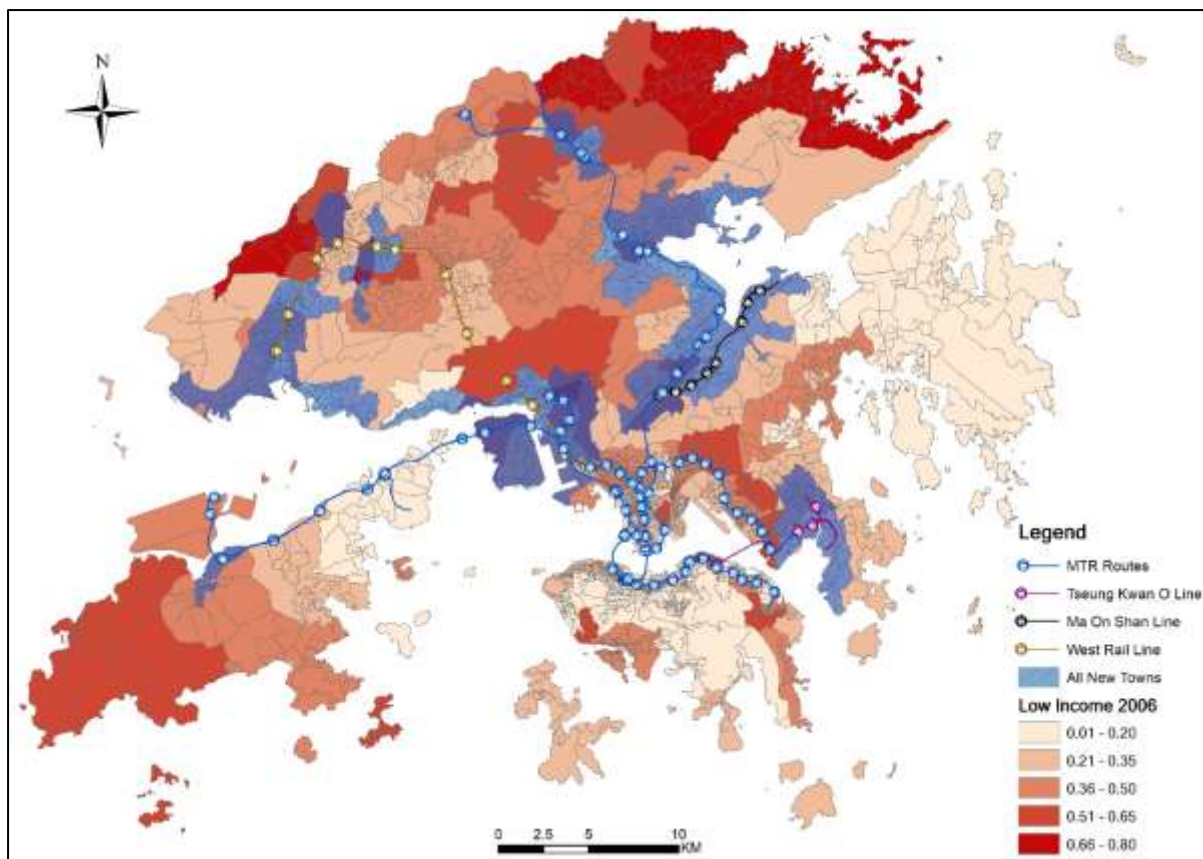 N
Legend
MTR Routes
Tseung Kwan O Line
Ma On Shan Line
West Rail Line
All New Towns
Low Income 2006
0.01 - 0.20
0.21 - 0.35
0.36 - 0.50
0.51 - 0.65
0.66 - 0.80
0 2.5 5 10
KM